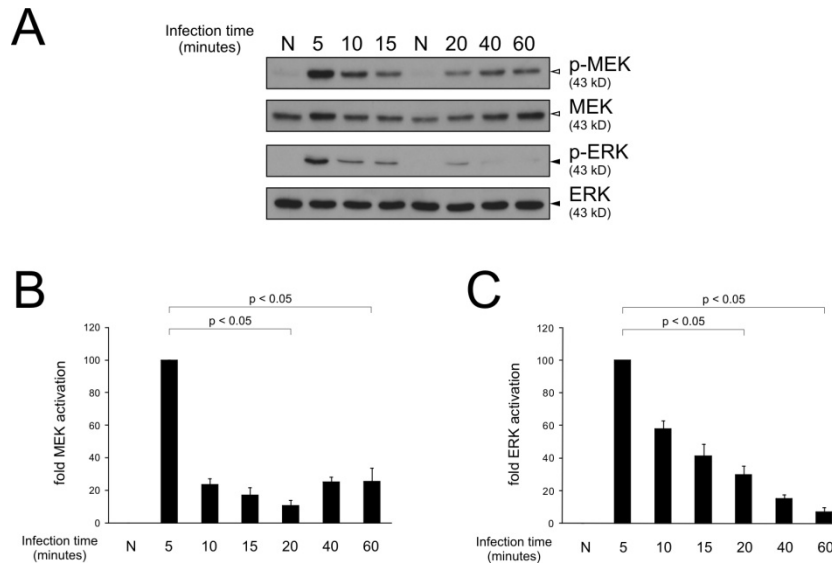 A
Infection time
(minutes)
N 5 10 15 N 20 40 60
p-MEK
(43 kD)
MEK
(43 kD)
p-ERK
(43 kD)
ERK
(43 kD)
B
p < 0.05
p < 0.05
120
100
80
60
40
20
0
fold MEK activation
Infection time
(minutes)
N 5 10 15 20 40 60
C
p < 0.05
p < 0.05
120
100
80
60
40
20
0
fold ERK activation
Infection time
(minutes)
N 5 10 15 20 40 60